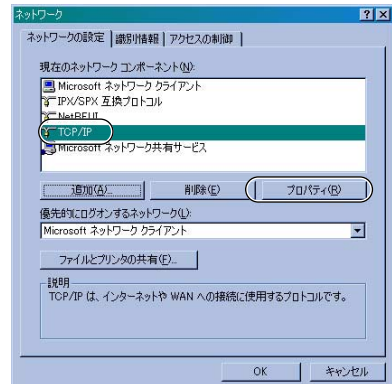 ネットワーク
ネットワークの設定 識別情報 アクセスの制御
現在のネットワーク コンポーネント(N):
Microsoft ネットワーク クライアント
IPX/SPX 互換プロトコル
NetBEUI
TCP/IP
Microsoft ネットワーク共有サービス
追加(A)... 削除(E) プロパティ(R)
優先的にログオンするネットワーク(L):
Microsoft ネットワーク クライアント
ファイルとプリンタの共有(F)...
説明
TCP/IP は、インターネットや WAN への接続に使用するプロトコルです。
OK キャンセル